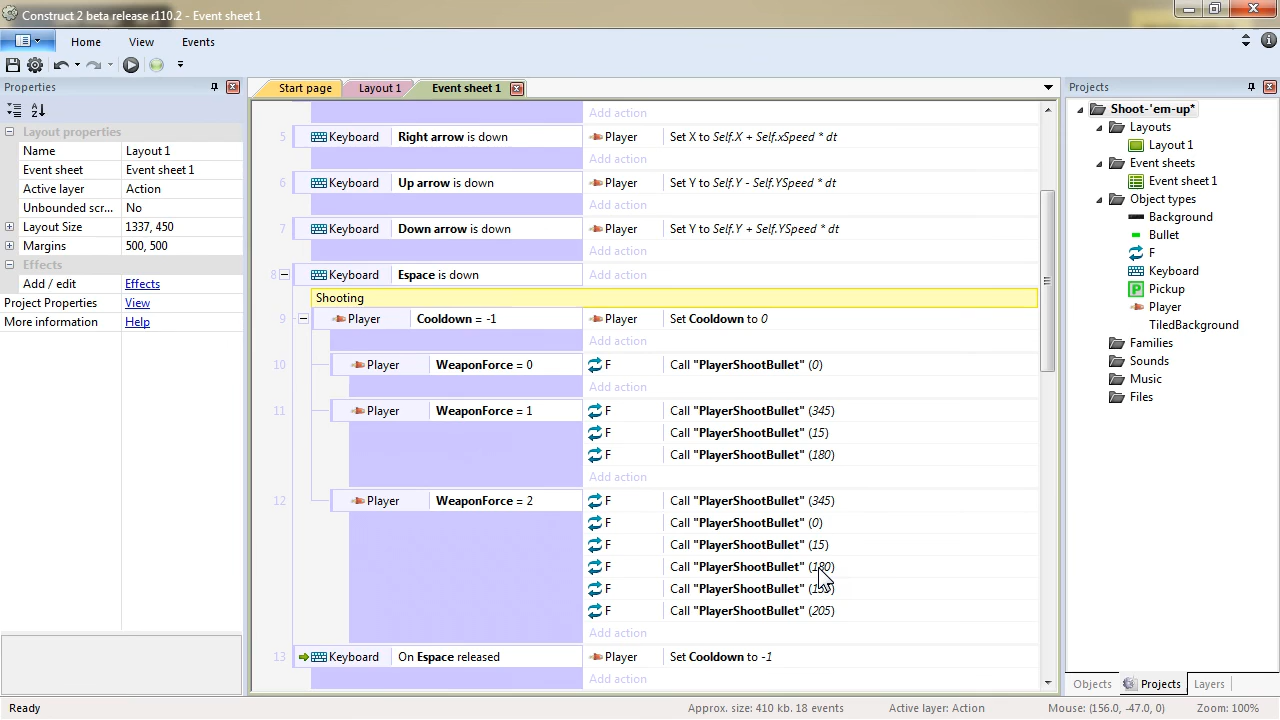 Construct 2 beta release r110.2 - Event sheet 1
Home View Events
Properties
Layout properties
Name Layout 1
Event sheet Event sheet 1
Active layer Action
Unbounded scr... No
Layout Size 1337, 450
Margins 500, 500
Effects
Add / edit Effects
Project Properties View
More information Help
Start page Layout 1 Event sheet 1
Add action
5 Keyboard Right arrow is down Player Set X to Self.X + Self.xSpeed * dt
Add action
6 Keyboard Up arrow is down Player Set Y to Self.Y - Self.YSpeed * dt
Add action
7 Keyboard Down arrow is down Player Set Y to Self.Y + Self.YSpeed * dt
Add action
8 Keyboard Espace is down Add action
Shooting
9 Player Cooldown = -1 Player Set Cooldown to 0
Add action
10 Player WeaponForce = 0 F Call "PlayerShootBullet" (0)
Add action
11 Player WeaponForce = 1 F Call "PlayerShootBullet" (345)
F Call "PlayerShootBullet" (15)
F Call "PlayerShootBullet" (180)
Add action
12 Player WeaponForce = 2 F Call "PlayerShootBullet" (345)
F Call "PlayerShootBullet" (0)
F Call "PlayerShootBullet" (15)
F Call "PlayerShootBullet" (180)
F Call "PlayerShootBullet"
F Call "PlayerShootBullet" (205)
Add action
13 Keyboard On Espace released Player Set Cooldown to -1
Add action
Projects
Shoot-'em-up*
Layouts
Layout 1
Event sheets
Event sheet 1
Object types
Background
Bullet
F
Keyboard
Pickup
Player
TiledBackground
Families
Sounds
Music
Files
Objects Projects Layers
Ready Approx. size: 410 kb. 18 events Active layer: Action Mouse: (156.0, -47.0, 0) Zoom: 100%